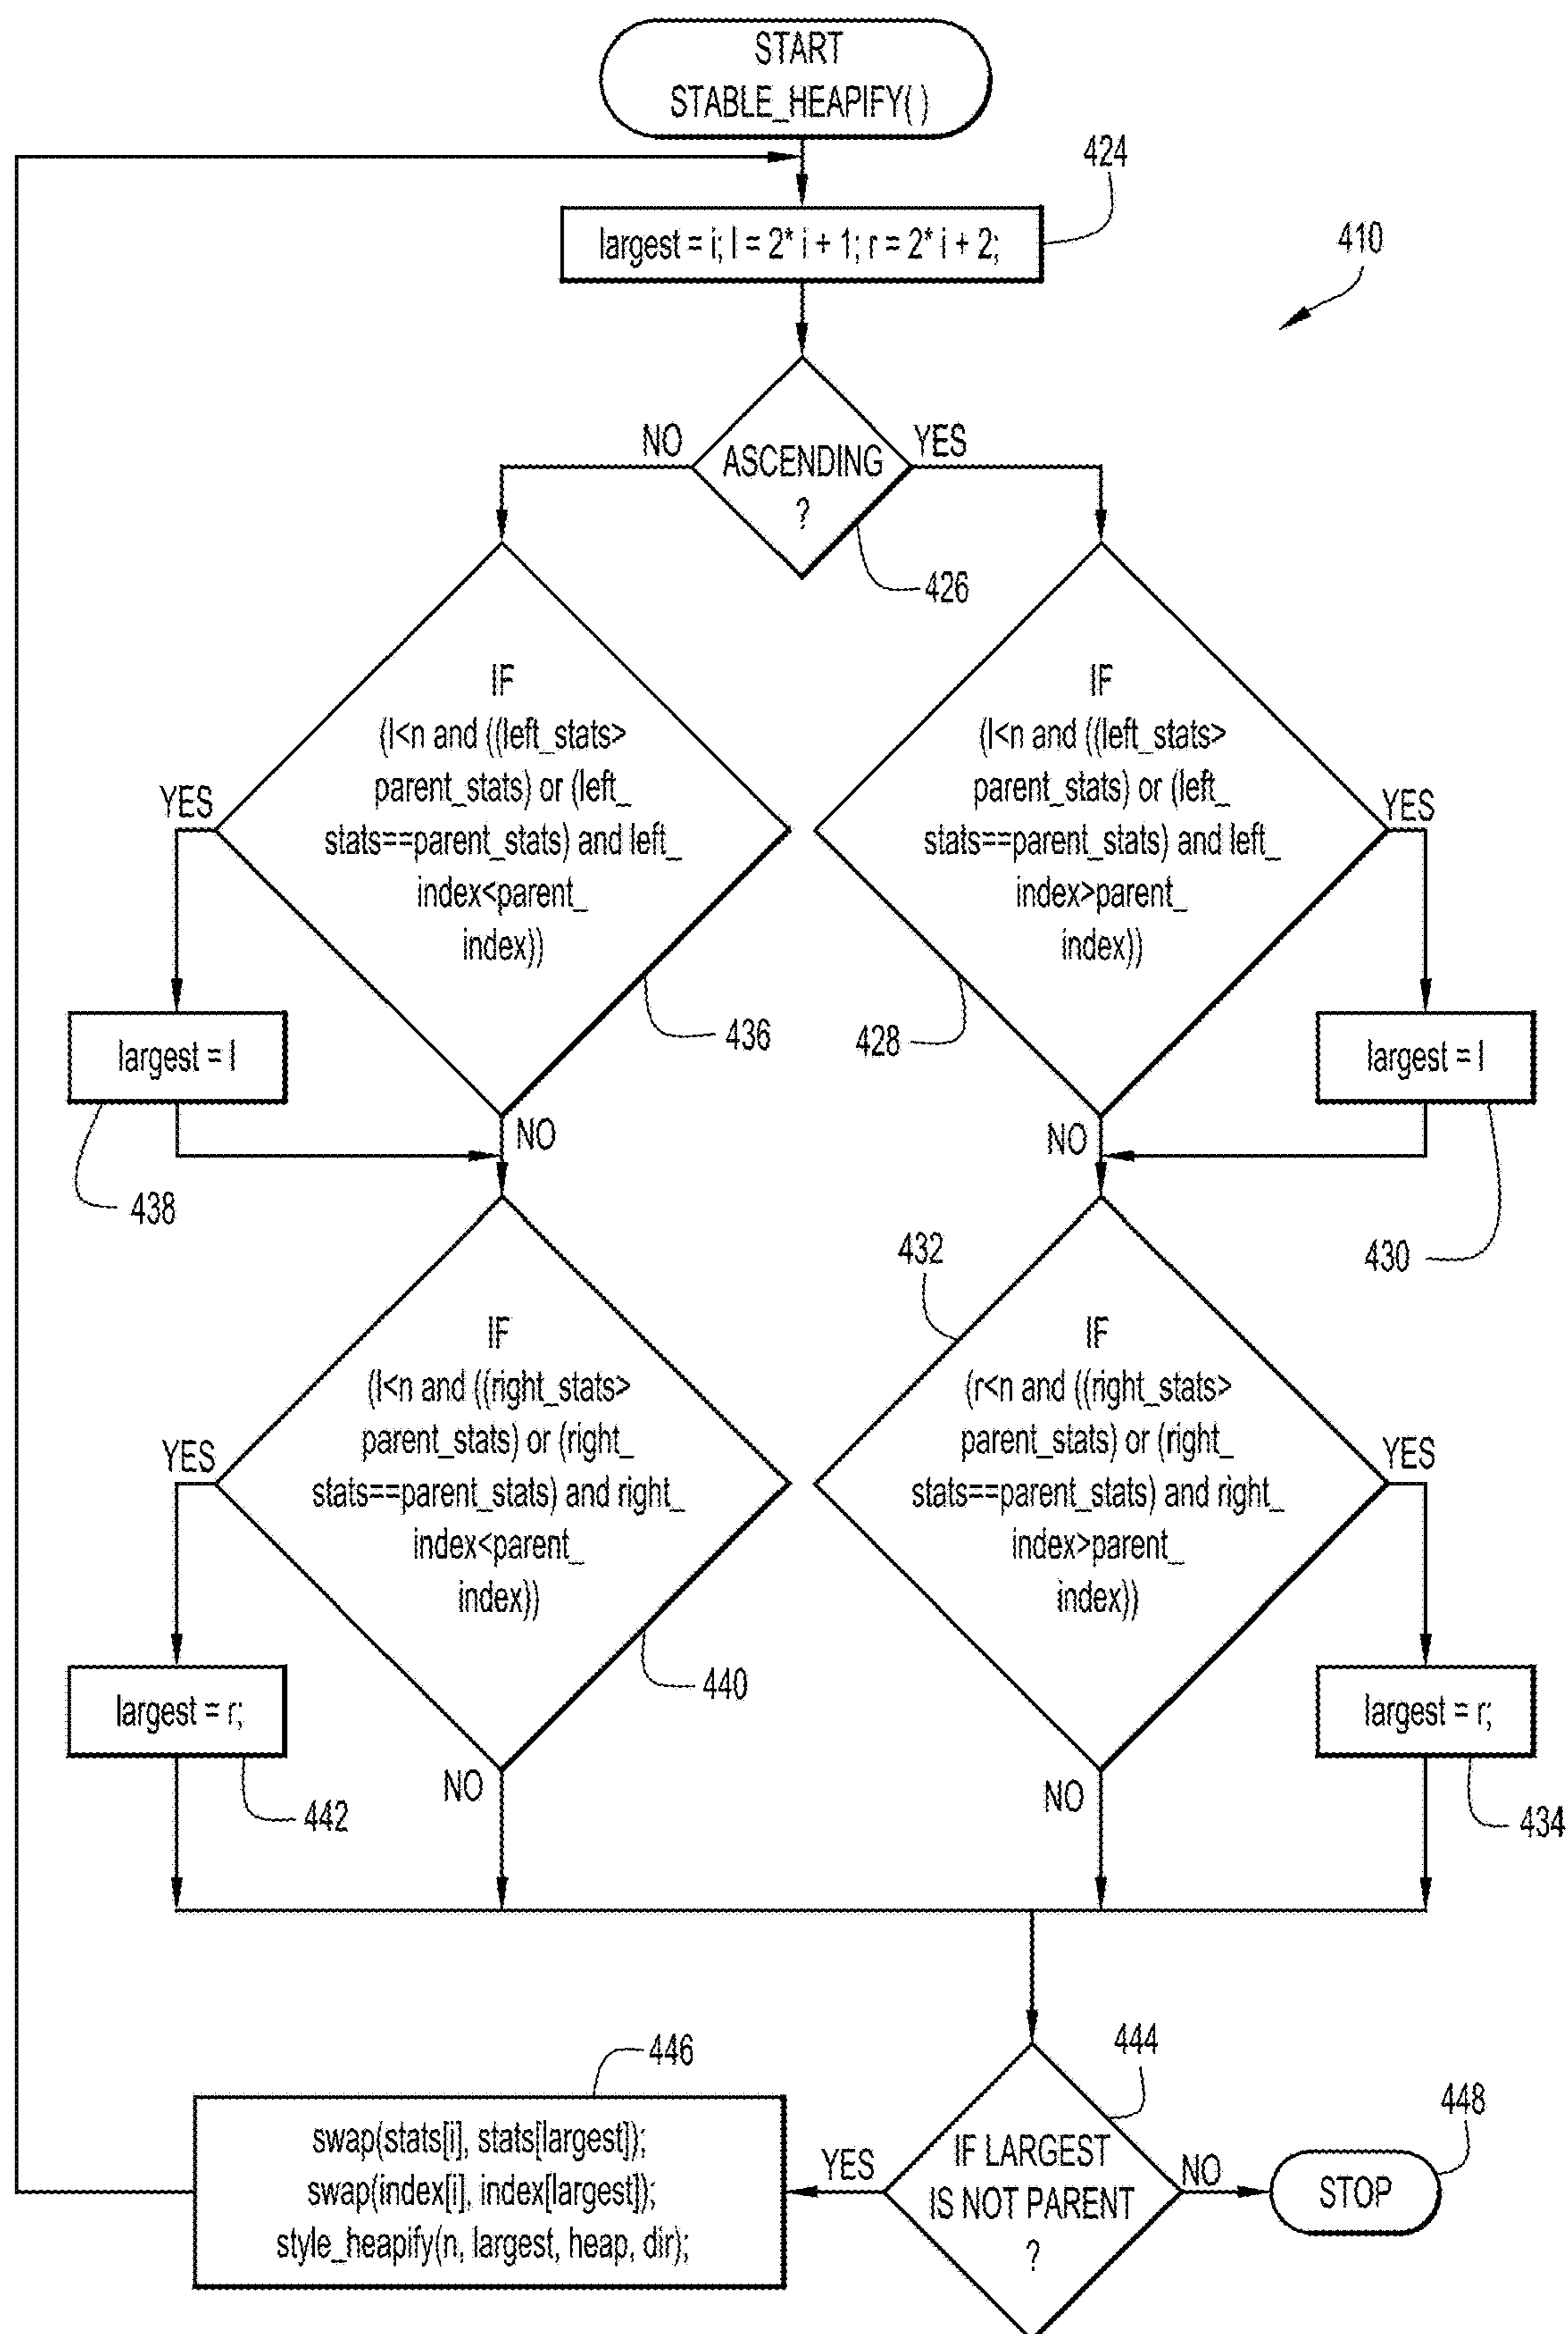 START
STABLE_HEAPIFY( )
424
largest = i; l = 2* i + 1; r = 2* i + 2;
410
NO
YES
ASCENDING
?
426
IF
(l<n and ((left_stats>
parent_stats) or (left_
stats==parent_stats) and left_
index<parent_
index))
YES
436
largest = l
438
NO
IF
(l<n and ((left_stats>
parent_stats) or (left_
stats==parent_stats) and left_
index>parent_
index))
YES
428
largest = l
430
NO
IF
(l<n and ((right_stats>
parent_stats) or (right_
stats==parent_stats) and right_
index<parent_
index))
YES
440
largest = r;
442
NO
432
IF
(r<n and ((right_stats>
parent_stats) or (right_
stats==parent_stats) and right_
index>parent_
index))
YES
largest = r;
434
NO
446
swap(stats[i], stats[largest]);
swap(index[i], index[largest]);
style_heapify(n, largest, heap, dir);
YES
444
IF LARGEST
IS NOT PARENT
?
NO
448
STOP